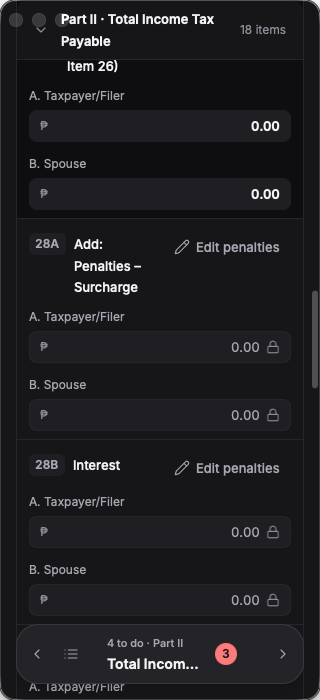 Part II · Total Income Tax
Payable
18 items
Item 26)
A. Taxpayer/Filer
₱ 0.00
B. Spouse
₱ 0.00
28A Add: Edit penalties
Penalties –
Surcharge
A. Taxpayer/Filer
₱ 0.00
B. Spouse
₱ 0.00
28B Interest Edit penalties
A. Taxpayer/Filer
₱ 0.00
B. Spouse
₱ 0.00
4 to do · Part II
Total Incom...
3
A. Taxpayer/Filer